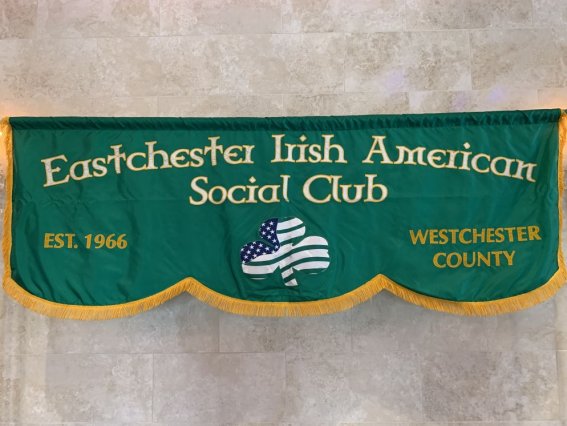 Eastchester Irish American
Social Club
EST. 1966
WESTCHESTER
COUNTY